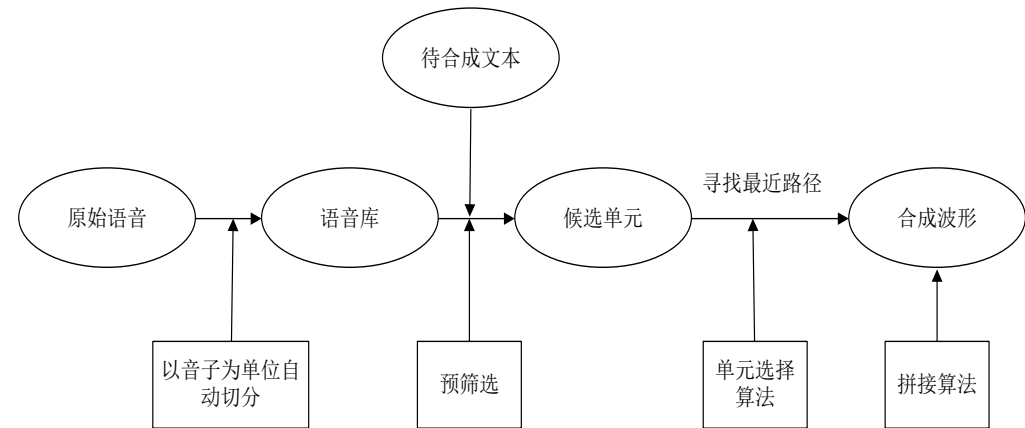 待合成文本
寻找最近路径
原始语音
语音库
候选单元
合成波形
以音子为单位自
动切分
预筛选
单元选择
算法
拼接算法